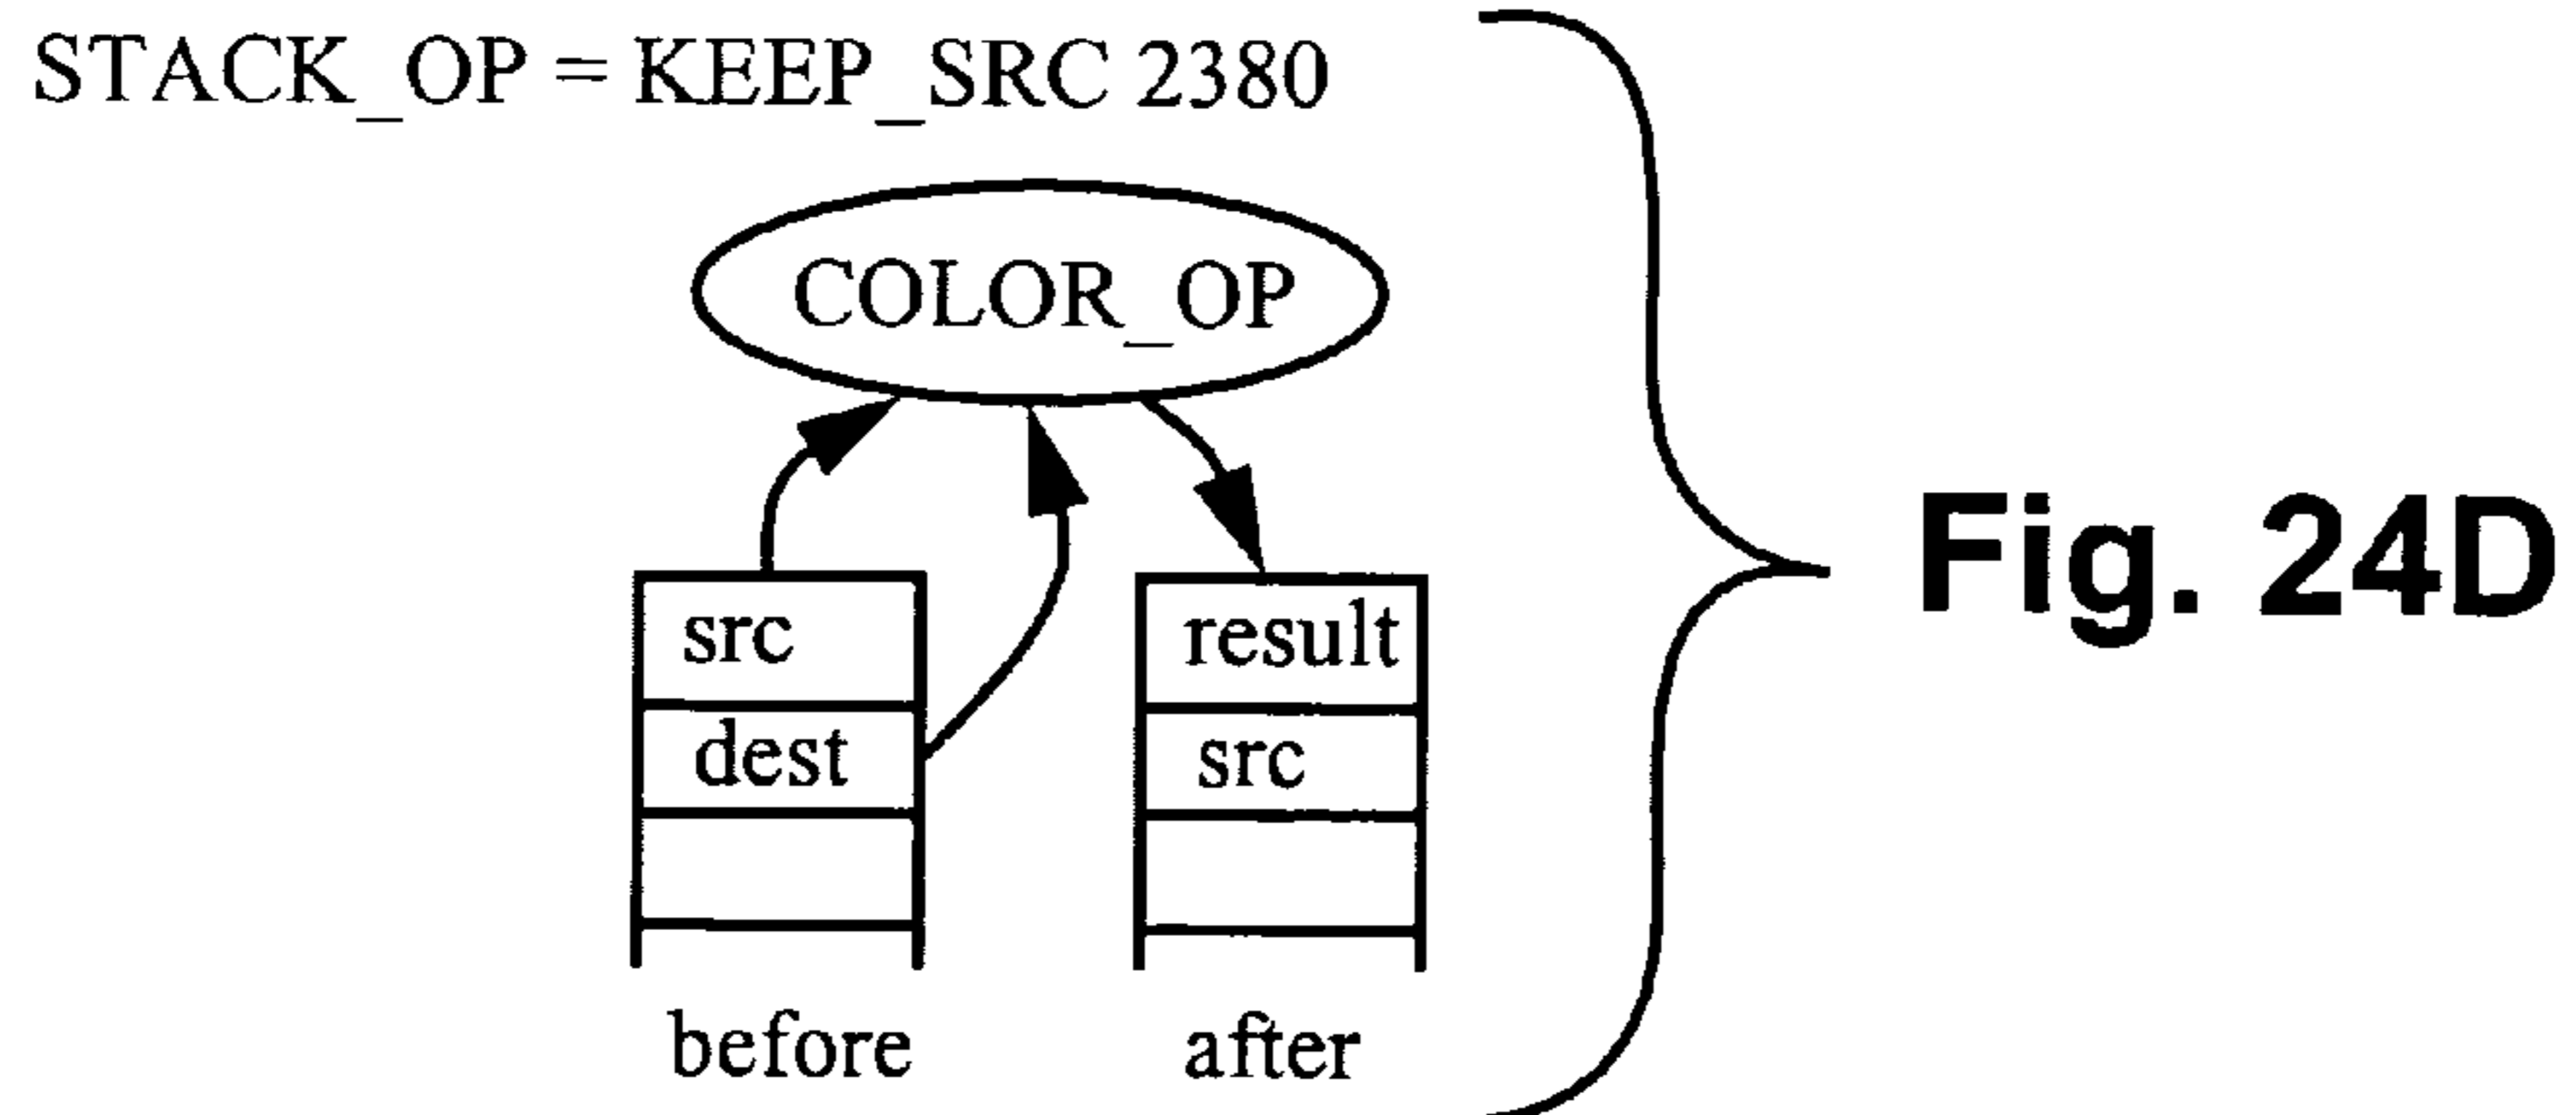 STACK_OP = KEEP_SRC 2380
COLOR_OP
src
dest
result
src
before
after
Fig. 24D